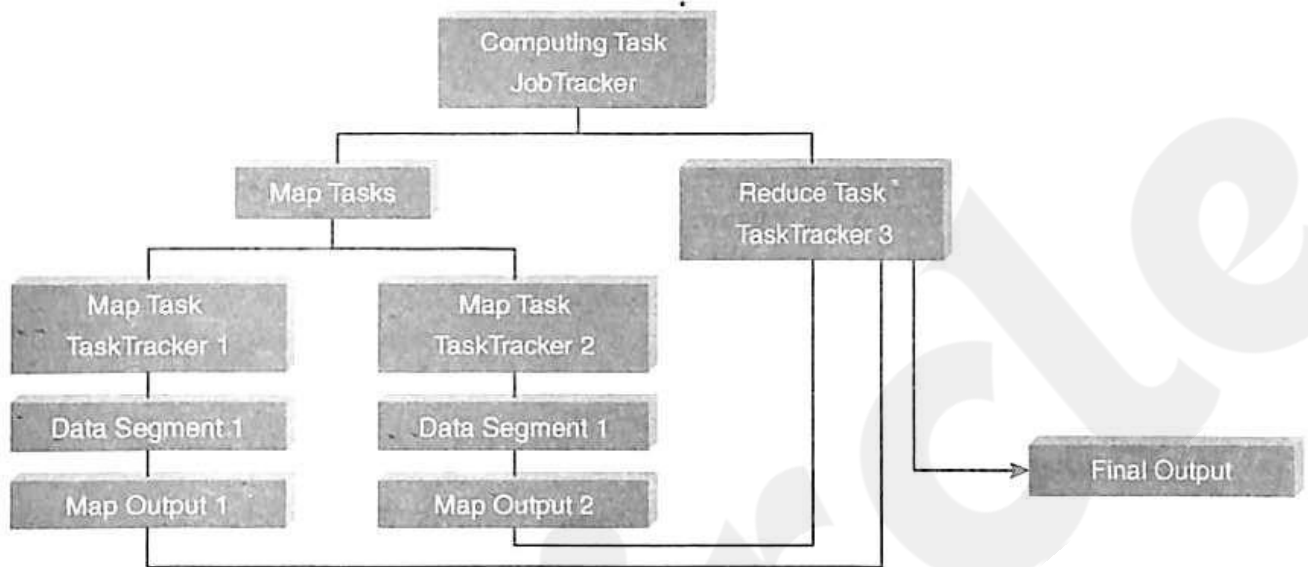 Computing Task
JobTracker
Map Tasks
Reduce Task
TaskTracker 3
Map Task
TaskTracker 1
Map Task
TaskTracker 2
Data Segment 1
Data Segment 1
Map Output 1
Map Output 2
Final Output